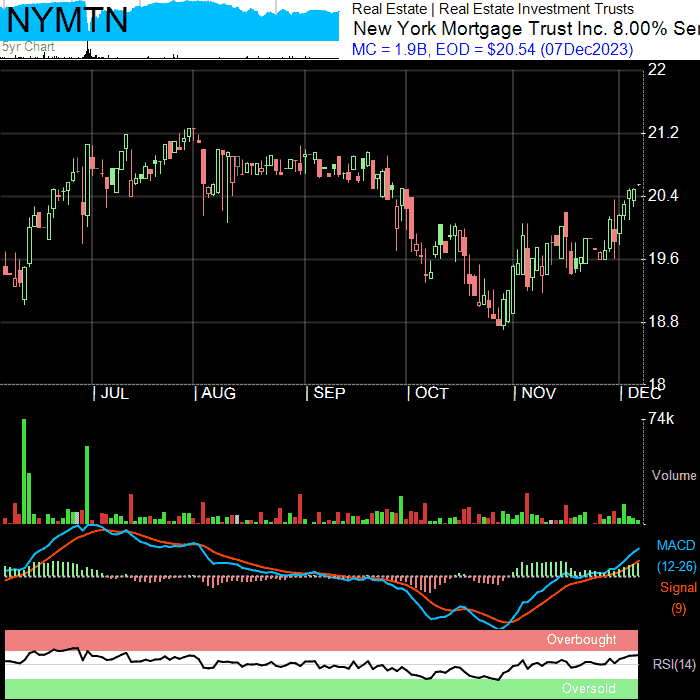 NYMTN
5yr Chart
Real Estate | Real Estate Investment Trusts
New York Mortgage Trust Inc. 8.00% Ser
MC = 1.9B, EOD = $20.54 (07Dec2023)
22
21.2
20.4
19.6
18.8
18
| JUL | AUG | SEP | OCT | NOV | DEC
74k
Volume
MACD
(12-26)
Signal
(9)
Overbought
RSI(14)
Oversold